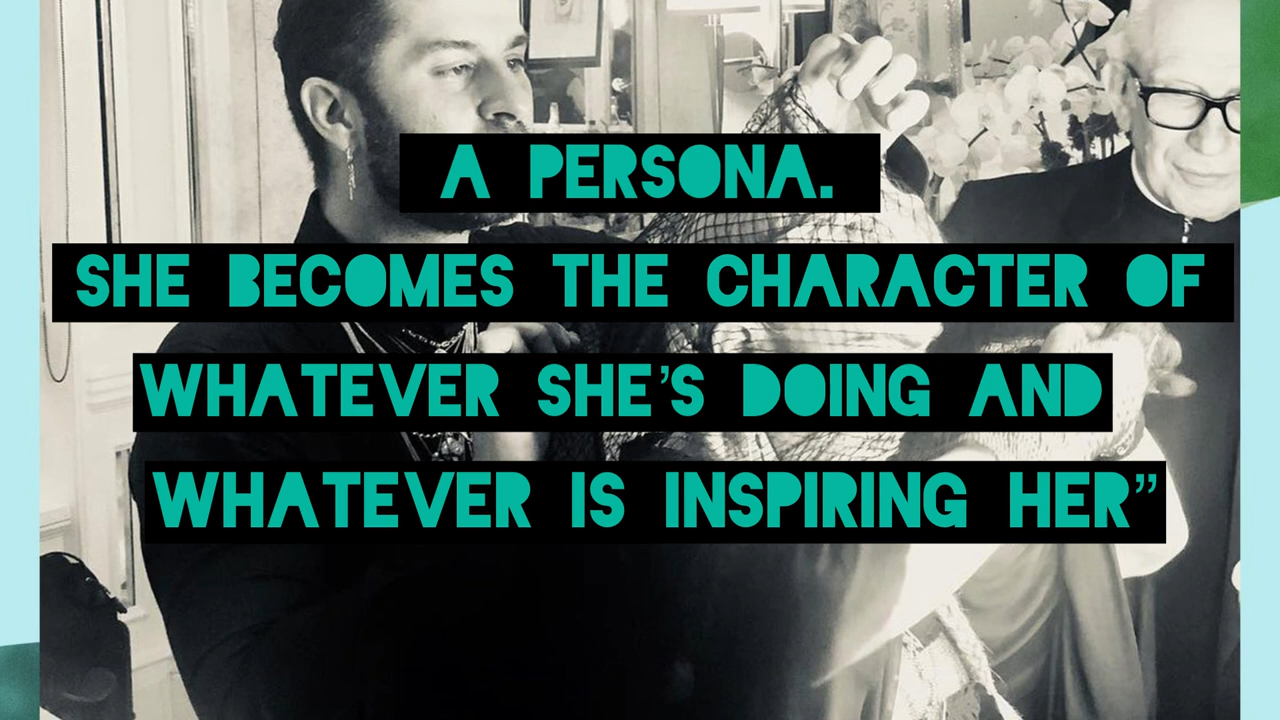 A PERSONA.
SHE BECOMES THE CHARACTER OF
WHATEVER SHE'S DOING AND
WHATEVER IS INSPIRING HER”